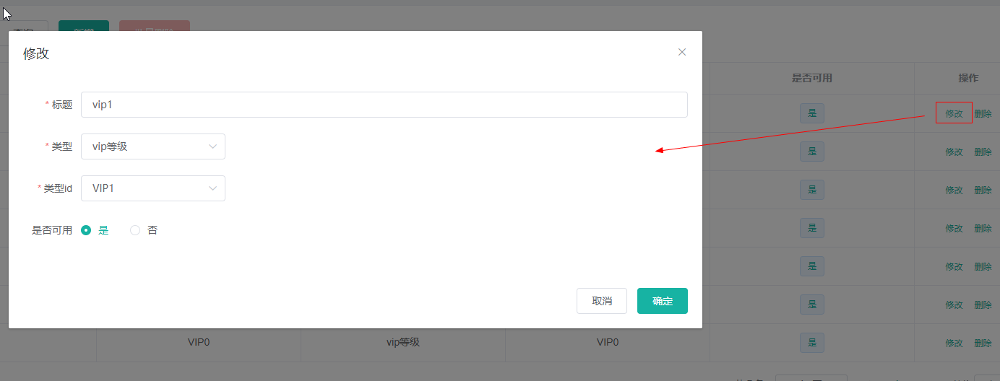 修改
* 标题 vip1
* 类型 vip等级
* 类型id VIP1
是否可用 是 否
取消 确定
是否可用 操作
是 修改 删除
是 修改 删除
是 修改 删除
是 修改 删除
是 修改 删除
是 修改 删除
VIP0 vip等级 VIP0 是 修改 删除